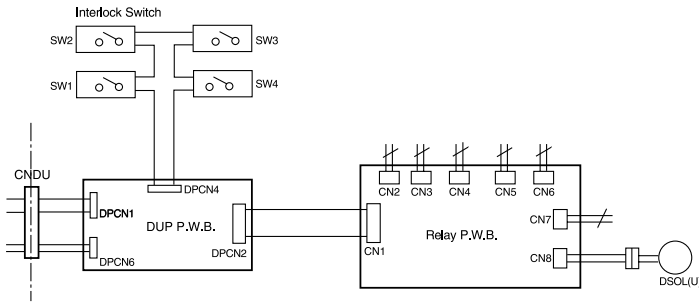 Interlock Switch
SW2
SW3
SW1
SW4
CNDU
DPCN4
DPCN1
DUP P.W.B.
DPCN6
DPCN2
CN2
CN3
CN4
CN5
CN6
CN7
CN1
Relay P.W.B.
CN8
DSOL(U